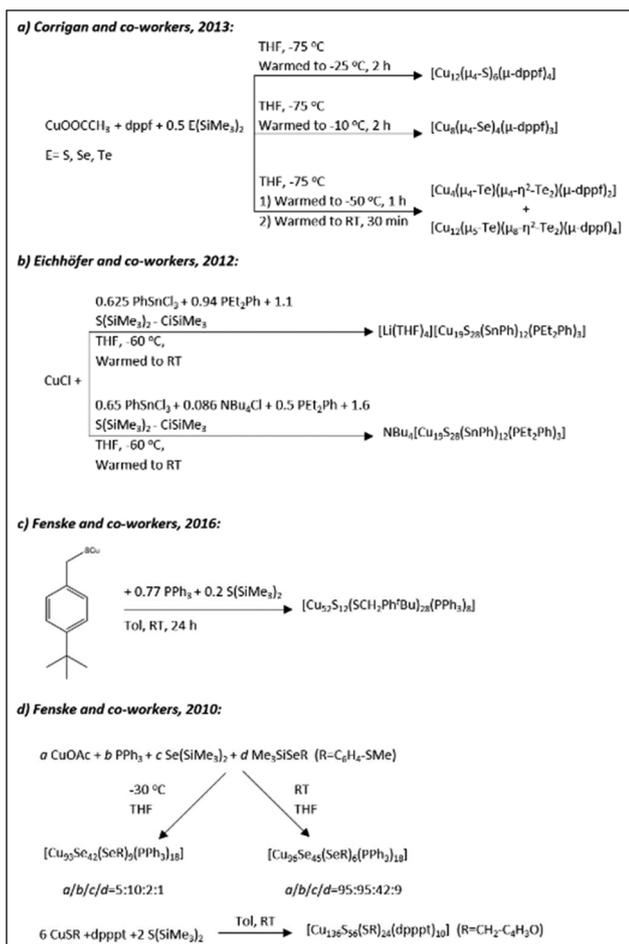 a) Corrigan and co-workers, 2013:
THF, -75 °C
Warmed to -25 °C, 2 h
[Cu₁₂(μ₄-S)₆(μ-dppf)₄]
CuOOCCH₃ + dppf + 0.5 E(SiMe₃)₂
E= S, Se, Te
THF, -75 °C
Warmed to -10 °C, 2 h
[Cu₈(μ₄-Se)₄(μ-dppf)₃]
THF, -75 °C
1) Warmed to -50 °C, 1 h
2) Warmed to RT, 30 min
[Cu₄(μ₄-Te)(μ₄-η²-Te₂)(μ-dppf)₂]
+
[Cu₁₂(μ₅-Te)(μ₈-η²-Te₂)(μ-dppf)₄]
b) Eichhöfer and co-workers, 2012:
0.625 PhSnCl₃ + 0.94 PEt₂Ph + 1.1
S(SiMe₃)₂ - CiSiMe₃
THF, -60 °C,
Warmed to RT
[Li(THF)₄][Cu₁₉S₂₈(SnPh)₁₂(PEt₂Ph)₃]
CuCl +
0.65 PhSnCl₃ + 0.086 NBu₄Cl + 0.5 PEt₂Ph + 1.6
S(SiMe₃)₂ - CiSiMe₃
THF, -60 °C,
Warmed to RT
NBu₄[Cu₁₉S₂₈(SnPh)₁₂(PEt₂Ph)₃]
c) Fenske and co-workers, 2016:
SCu
+ 0.77 PPh₃ + 0.2 S(SiMe₃)₂
Tol, RT, 24 h
[Cu₅₂S₁₂(SCH₂PhᵗBu)₂₈(PPh₃)₈]
d) Fenske and co-workers, 2010:
a CuOAc + b PPh₃ + c Se(SiMe₃)₂ + d Me₃SiSeR (R=C₆H₄-SMe)
-30 °C
THF
RT
THF
[Cu₉₃Se₄₂(SeR)₉(PPh₃)₁₈]
[Cu₉₆Se₄₅(SeR)₆(PPh₃)₁₈]
a/b/c/d=5:10:2:1
a/b/c/d=95:95:42:9
6 CuSR +dpppt +2 S(SiMe₃)₂
Tol, RT
[Cu₁₃₆S₅₆(SR)₂₄(dpppt)₁₀] (R=CH₂-C₄H₃O)